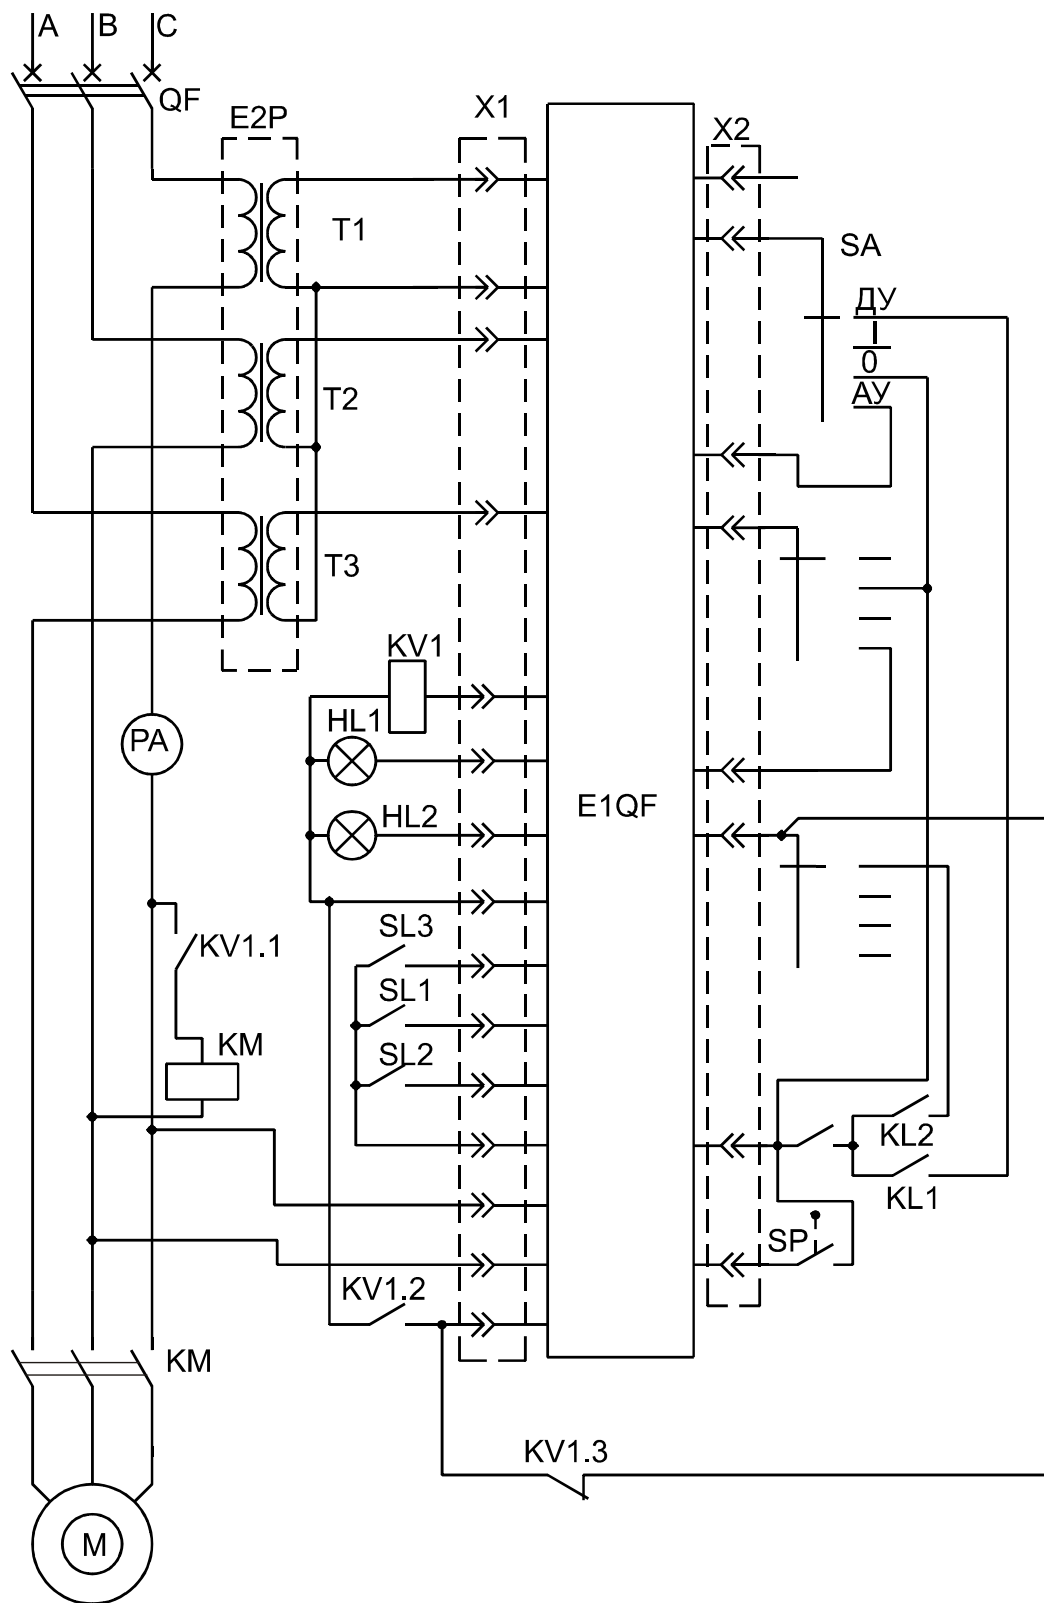 A B C
QF
E2P
X1
X2
T1
SA
ДУ
0
АУ
T2
T3
KV1
HL1
PA
HL2
E1QF
SL3
KV1.1
SL1
KM
SL2
KL2
KL1
SP
KV1.2
KM
KV1.3
M